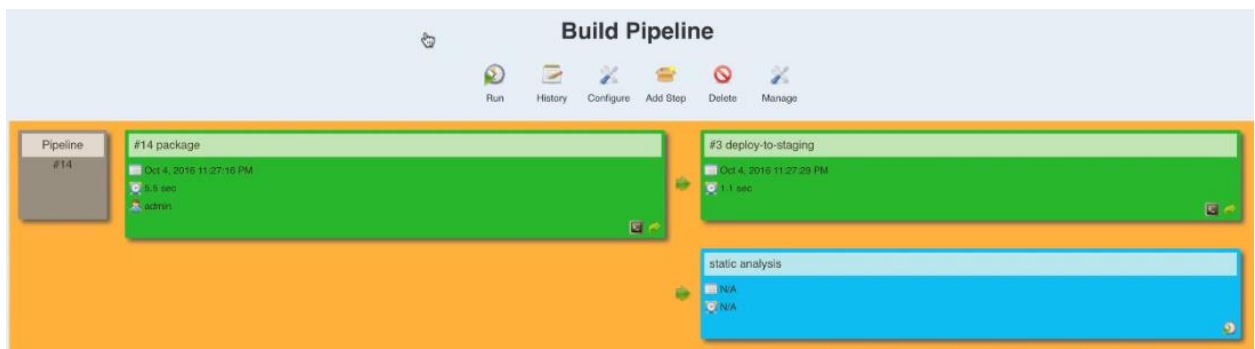 Build Pipeline
Run History Configure Add Step Delete Manage
Pipeline
#14
#14 package
Oct 4, 2016 11:27:16 PM
5.5 sec
admin
#3 deploy-to-staging
Oct 4, 2016 11:27:29 PM
1.1 sec
static analysis
N/A
N/A